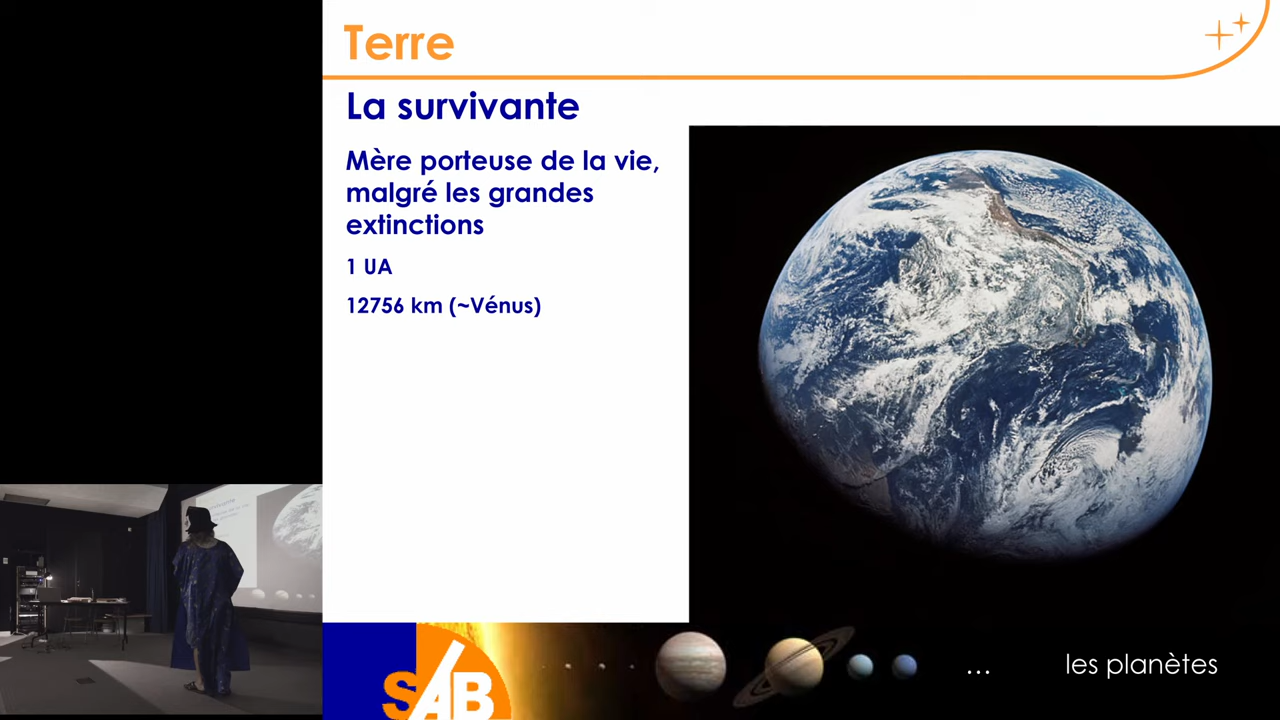 Terre
La survivante
Mère porteuse de la vie,
malgré les grandes
extinctions
1 UA
12756 km (~Vénus)
SAB
... les planètes